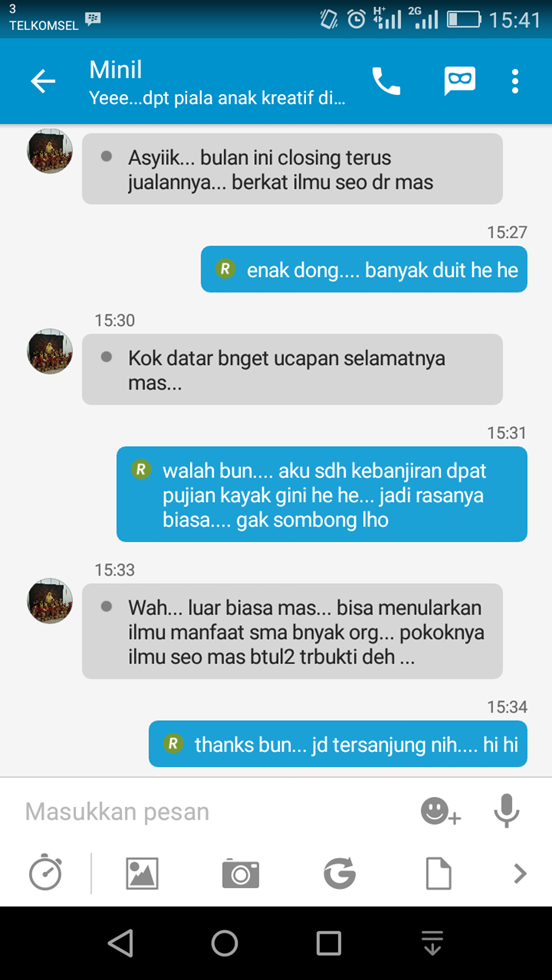 3
TELKOMSEL
H+
2G
15:41
Minil
Yeee...dpt piala anak kreatif di...
Asyiik... bulan ini closing terus
jualannya... berkat ilmu seo dr mas
15:27
R enak dong.... banyak duit he he
15:30
Kok datar bnget ucapan selamatnya
mas...
15:31
R walah bun.... aku sdh kebanjiran dpat
pujian kayak gini he he... jadi rasanya
biasa.... gak sombong lho
15:33
Wah... luar biasa mas... bisa menularkan
ilmu manfaat sma bnyak org... pokoknya
ilmu seo mas btul2 trbukti deh ...
15:34
R thanks bun... jd tersanjung nih.... hi hi
Masukkan pesan